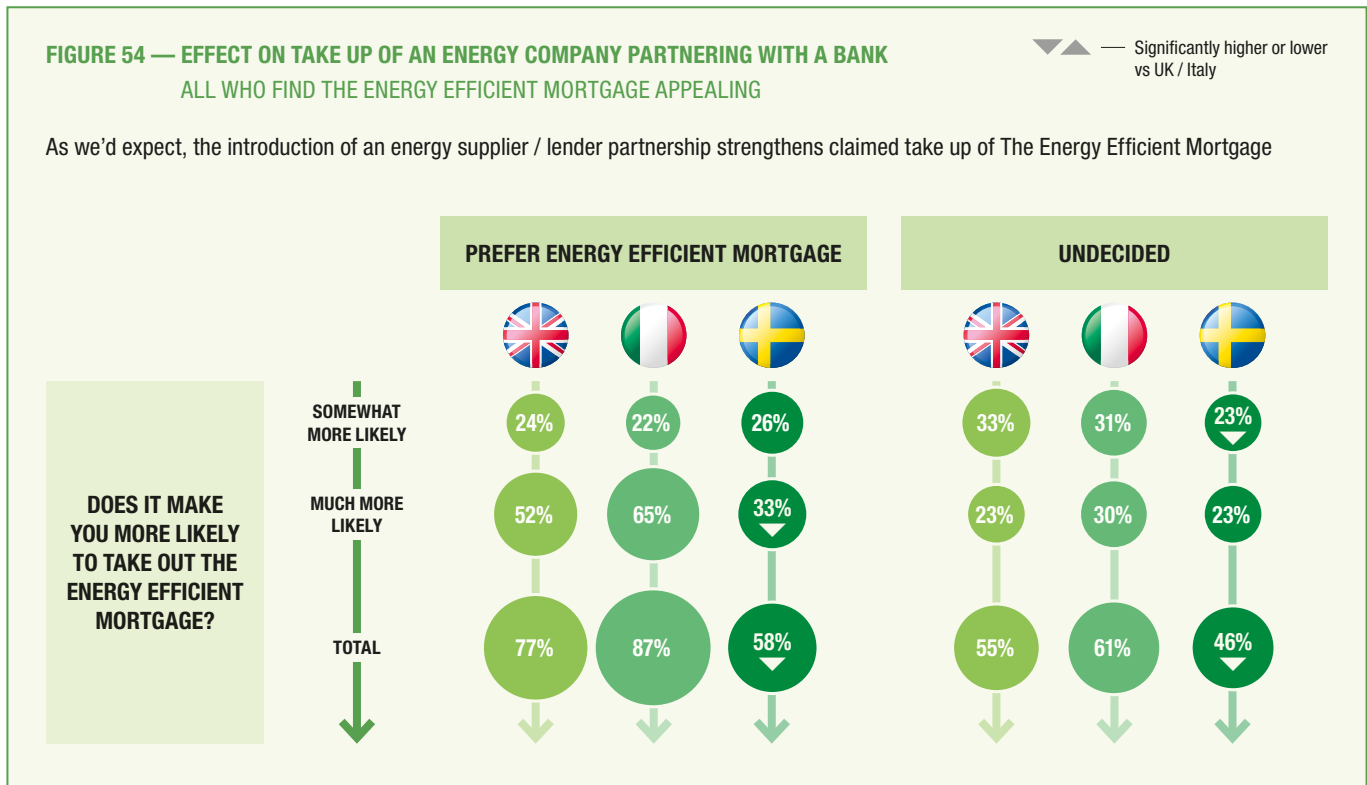 FIGURE 54 — EFFECT ON TAKE UP OF AN ENERGY COMPANY PARTNERING WITH A BANK
ALL WHO FIND THE ENERGY EFFICIENT MORTGAGE APPEALING
Significantly higher or lower
vs UK / Italy
As we’d expect, the introduction of an energy supplier / lender partnership strengthens claimed take up of The Energy Efficient Mortgage
PREFER ENERGY EFFICIENT MORTGAGE
UNDECIDED
DOES IT MAKE
YOU MORE LIKELY
TO TAKE OUT THE
ENERGY EFFICIENT
MORTGAGE?
SOMEWHAT
MORE LIKELY
24% 22% 26% 33% 31% 23%
MUCH MORE
LIKELY
52% 65% 33% 23% 30% 23%
TOTAL
77% 87% 58% 55% 61% 46%